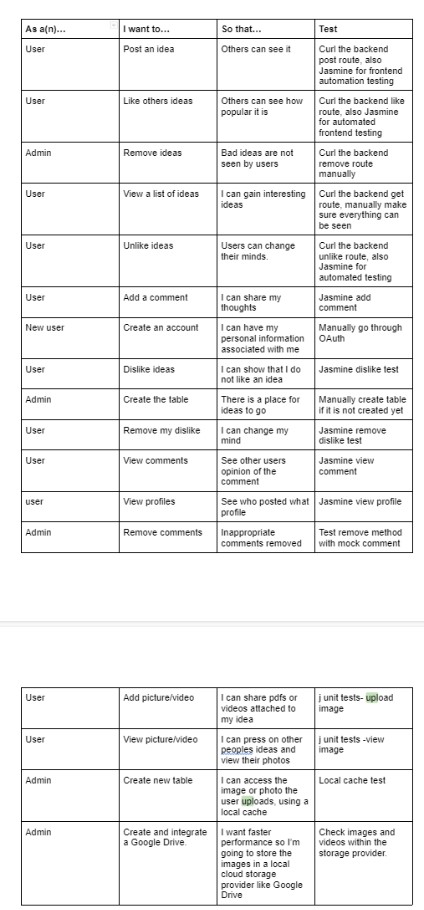 As a(n)... I want to... So that... Test
User Post an idea Others can see it Curl the backend
post route, also
Jasmine for frontend
automation testing
User Like others ideas Others can see how Curl the backend like
popular it is route, also Jasmine
for automated
frontend testing
Admin Remove ideas Bad ideas are not Curl the backend
seen by users remove route
manually
User View a list of ideas I can gain interesting Curl the backend get
ideas route, manually make
sure everything can
be seen
User Unlike ideas Users can change Curl the backend
their minds. unlike route, also
Jasmine for
automated testing
User Add a comment I can share my Jasmine add
thoughts comment
New user Create an account I can have my Manually go through
personal information OAuth
associated with me
User Dislike ideas I can show that I do Jasmine dislike test
not like an idea
Admin Create the table There is a place for Manually create table
ideas to go if it is not created yet
User Remove my dislike I can change my Jasmine remove
mind dislike test
User View comments See other users Jasmine view
opinion of the comment
comment
user View profiles See who posted what Jasmine view profile
profile
Admin Remove comments Inappropriate Test remove method
comments removed with mock comment
User Add picture/video I can share pdfs or j unit tests- upload
videos attached to image
my idea
User View picture/video I can press on other j unit tests -view
peoples ideas and image
view their photos
Admin Create new table I can access the Local cache test
image or photo the
user uploads, using a
local cache
Admin Create and integrate I want faster Check images and
a Google Drive. performance so I'm videos within the
going to store the storage provider.
images in a local
cloud storage
provider like Google
Drive